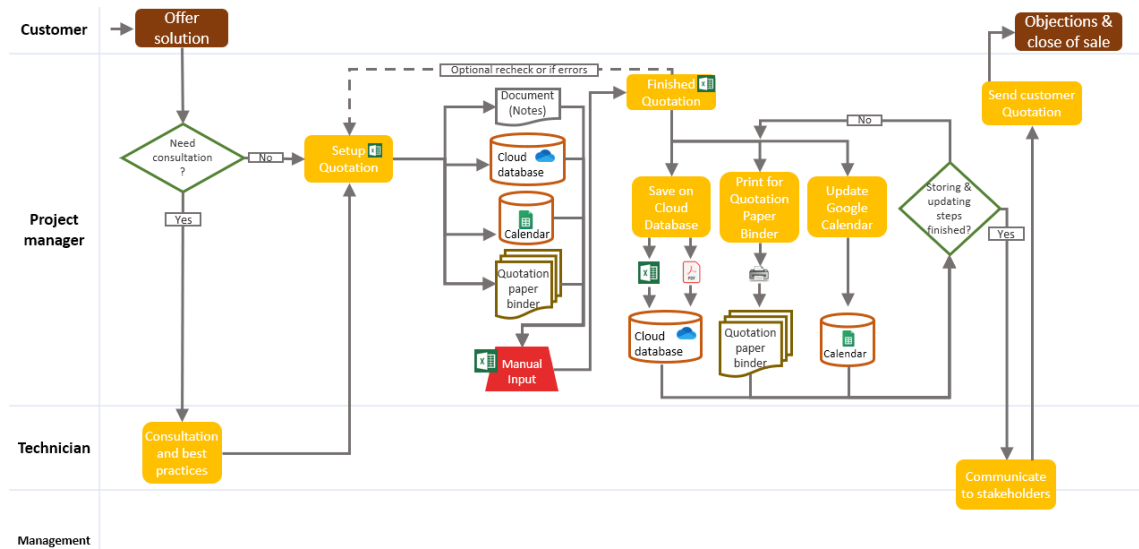 Customer
Offer
solution
Objections &
close of sale
Optional recheck or if errors
Need
consultation
?
No
Yes
Setup
Quotation
Document
(Notes)
Cloud
database
Calendar
Quotation
paper
binder
Manual
Input
Finished
Quotation
No
Save on
Cloud
Database
Print for
Quotation
Paper
Binder
Update
Google
Calendar
PDF
Cloud
database
Quotation
paper
binder
Calendar
Storing &
updating
steps
finished?
Yes
Send customer
Quotation
Project
manager
Technician
Consultation
and best
practices
Communicate
to stakeholders
Management